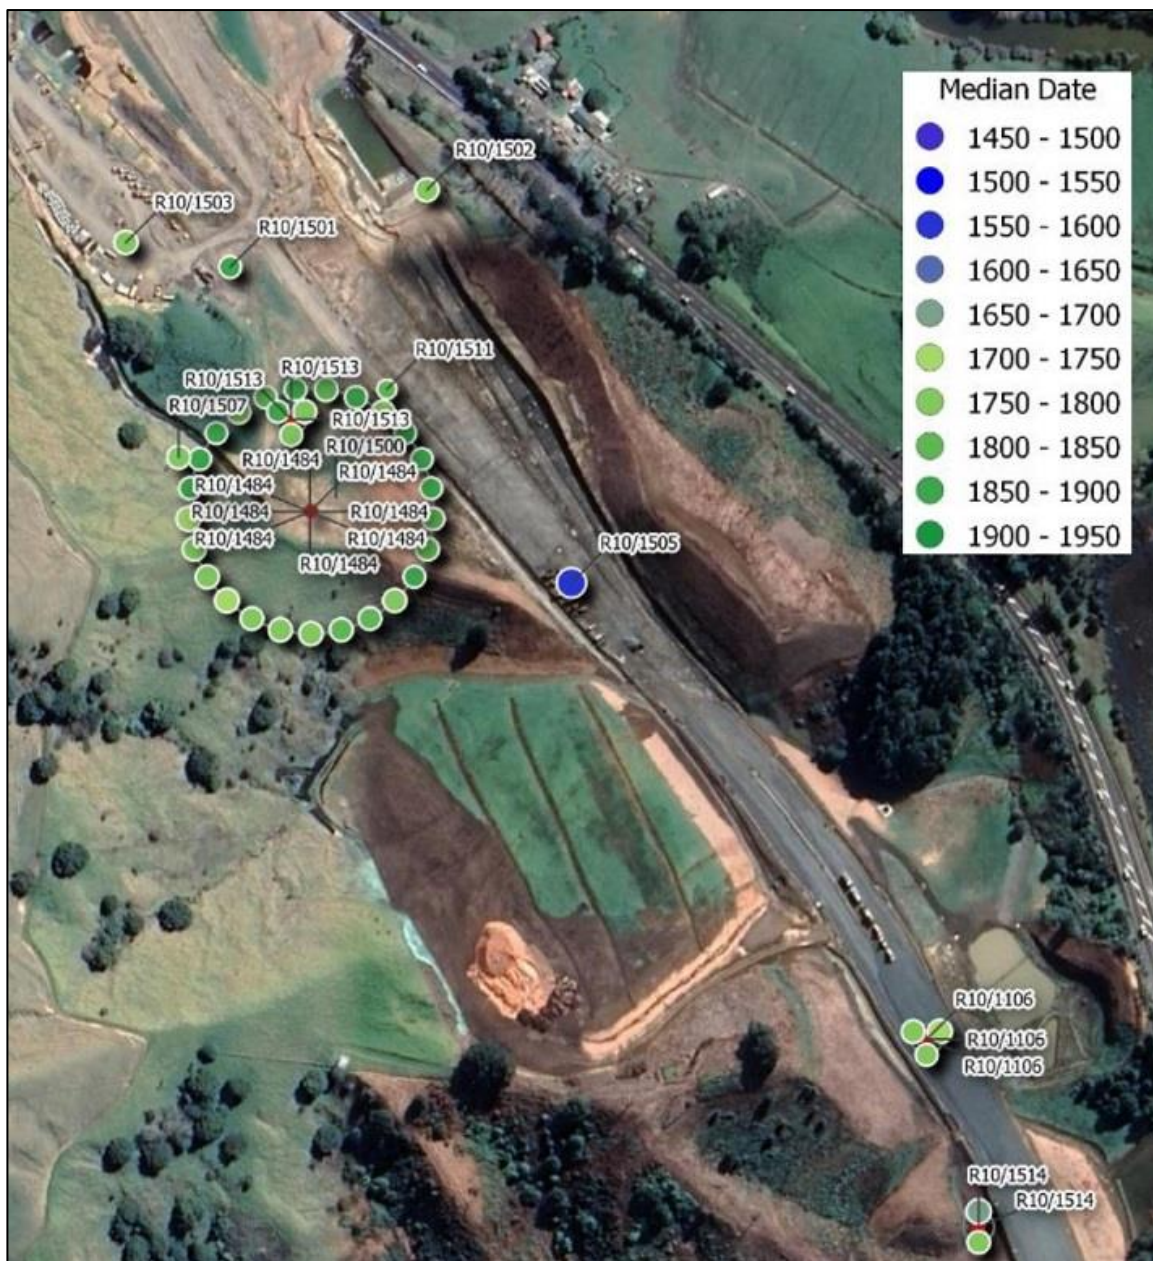 Median Date
1450 - 1500
1500 - 1550
1550 - 1600
1600 - 1650
1650 - 1700
1700 - 1750
1750 - 1800
1800 - 1850
1850 - 1900
1900 - 1950
R10/1502
R10/1503
R10/1501
R10/1511
R10/1513
R10/1513
R10/1507
R10/1513
R10/1500
R10/1484
R10/1484
R10/1484
R10/1484
R10/1484
R10/1484
R10/1484
R10/1484
R10/1505
R10/1106
R10/1106
R10/1106
R10/1514
R10/1514